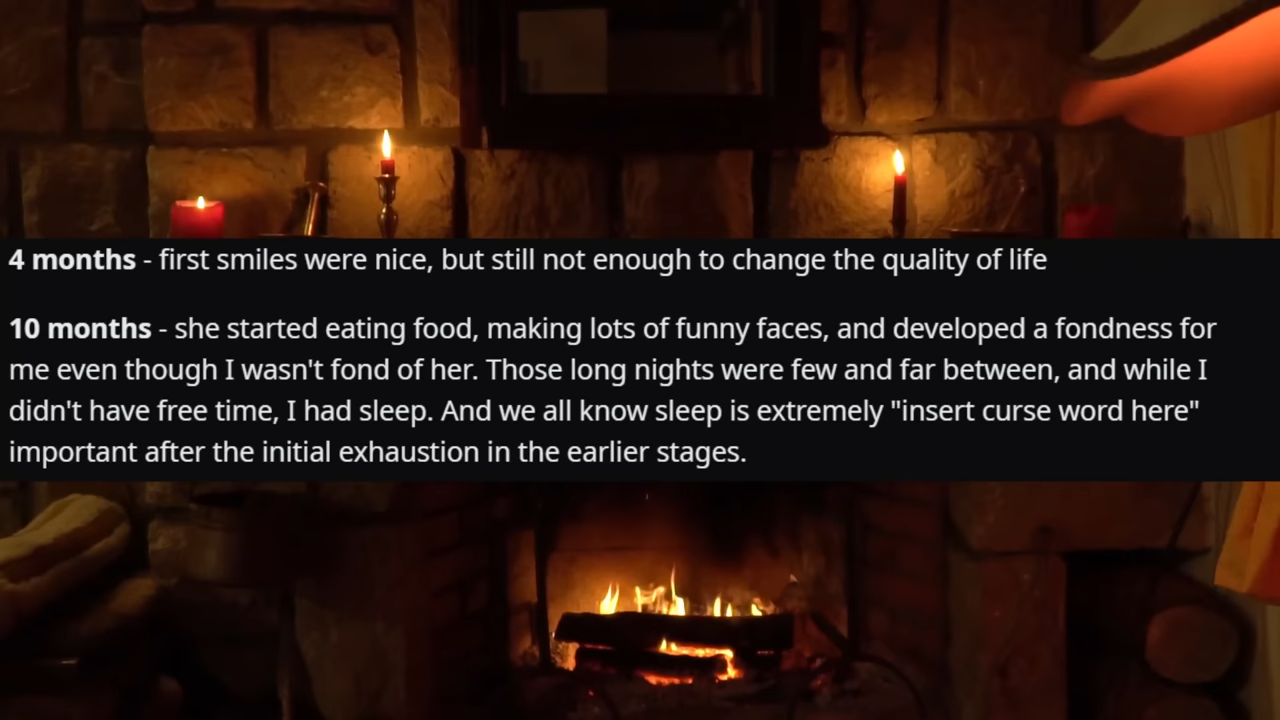 4 months - first smiles were nice, but still not enough to change the quality of life
10 months - she started eating food, making lots of funny faces, and developed a fondness for
me even though I wasn't fond of her. Those long nights were few and far between, and while I
didn't have free time, I had sleep. And we all know sleep is extremely "insert curse word here"
important after the initial exhaustion in the earlier stages.